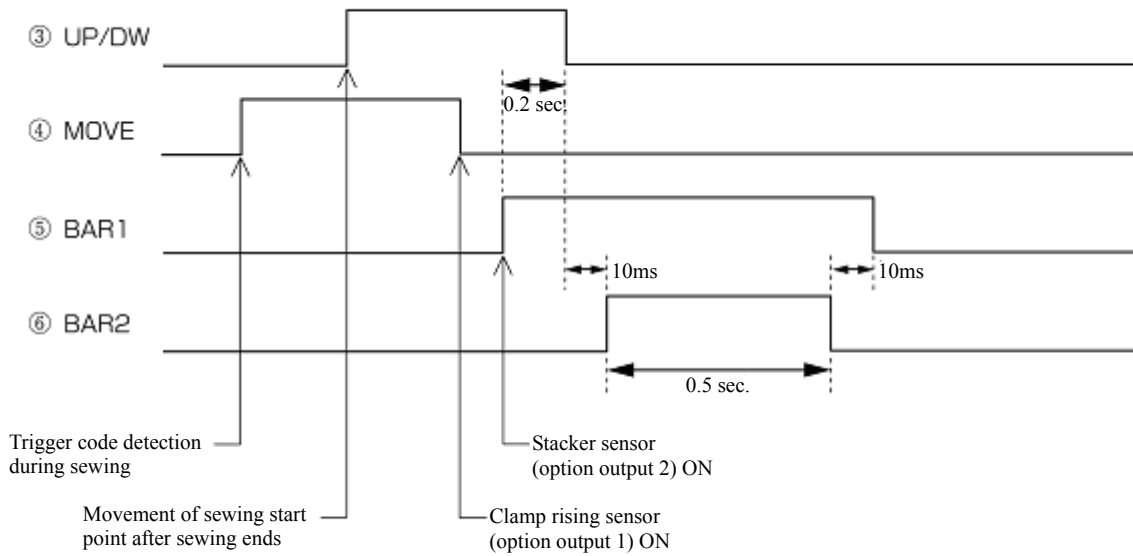 ③ UP/DW
0.2 sec.
④ MOVE
⑤ BAR1
10ms
10ms
⑥ BAR2
0.5 sec.
Trigger code detection
during sewing
Stacker sensor
(option output 2) ON
Movement of sewing start
point after sewing ends
Clamp rising sensor
(option output 1) ON